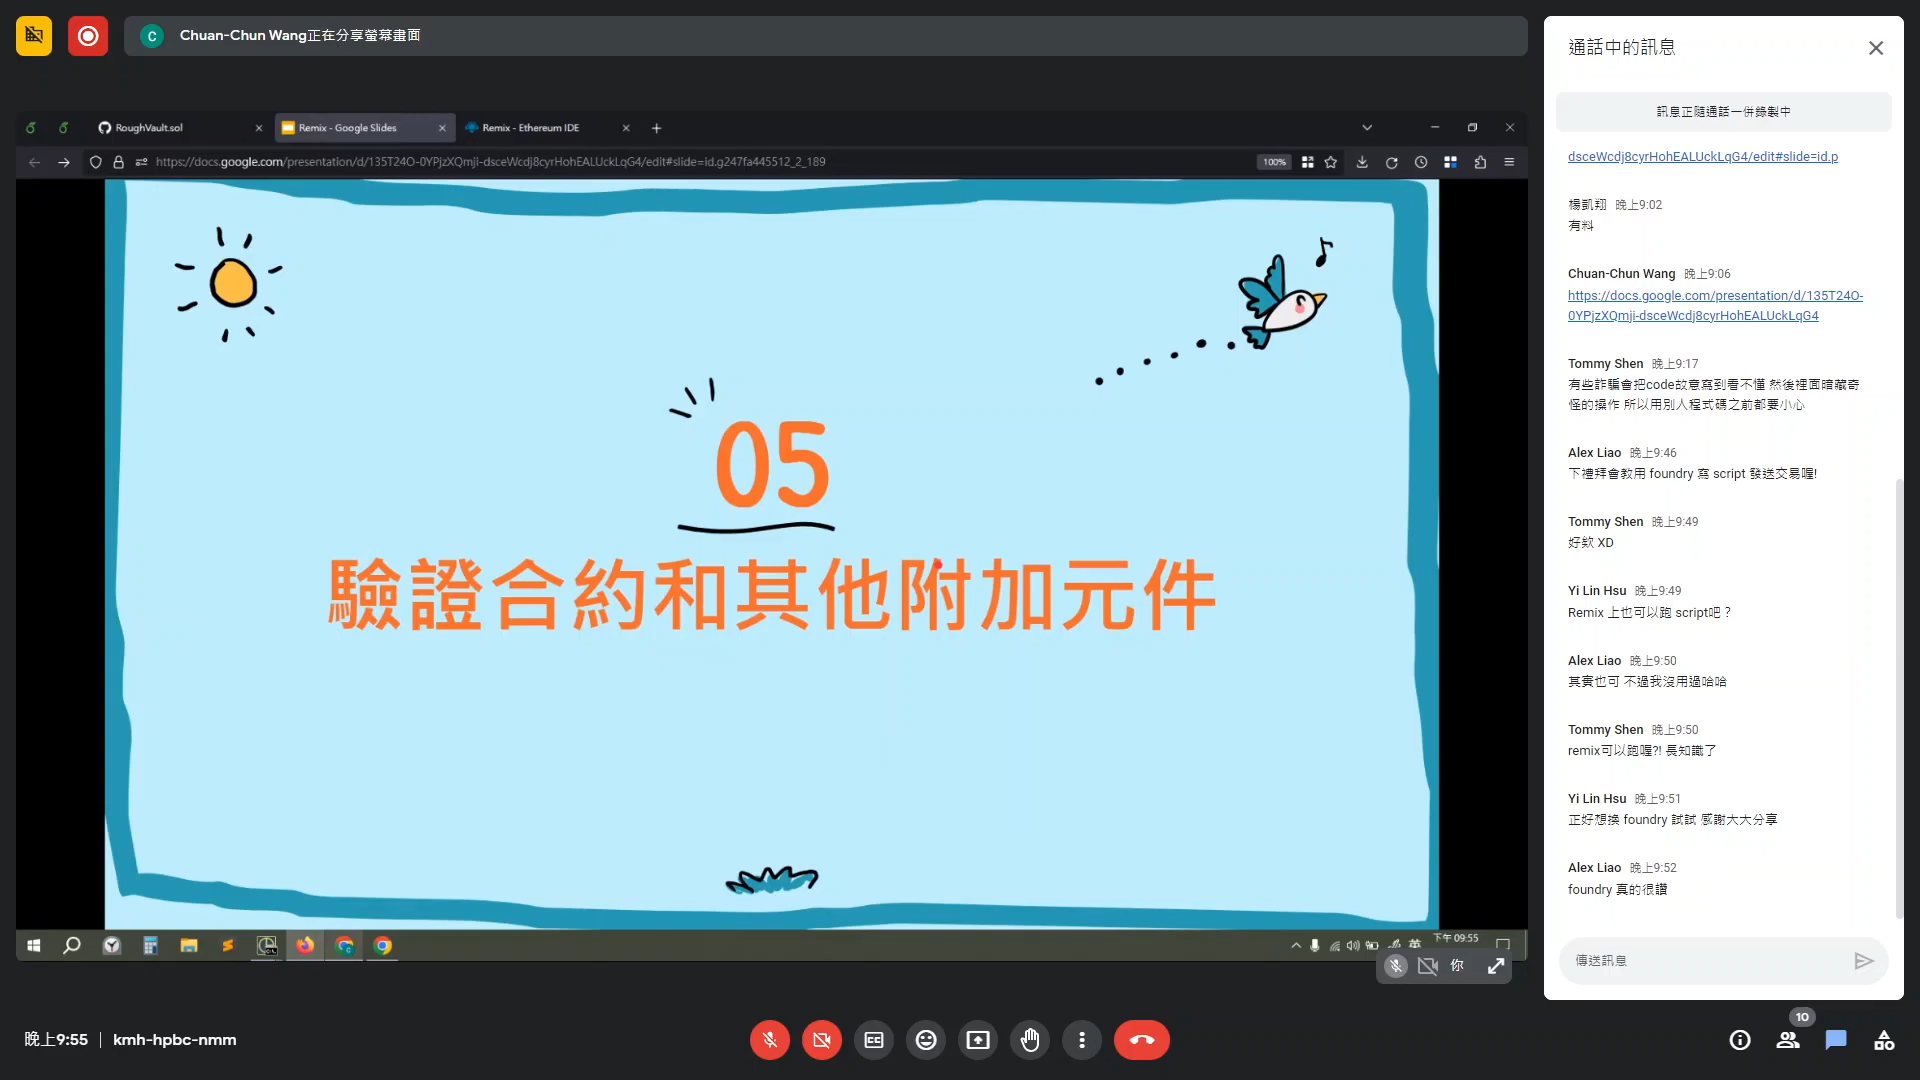 Chuan-Chun Wang正在分享螢幕畫面
RoughVault.sol
Remix - Google Slides
Remix - Ethereum IDE
https://docs.google.com/presentation/d/135T24O-0YPjzXQmji-dsceWcdj8cyrHohEALUckLqG4/edit#slide=id.g247fa445512_2_189
100%
05
驗證合約和其他附加元件
英
下午 09:55
你
晚上9:55
kmh-hpbc-nmm
通話中的訊息
訊息正隨通話一併錄製中
dsceWcdj8cyrHohEALUckLqG4/edit#slide=id.p
楊凱翔 晚上9:02
有料
Chuan-Chun Wang 晚上9:06
https://docs.google.com/presentation/d/135T24O-
0YPjzXQmji-dsceWcdj8cyrHohEALUckLqG4
Tommy Shen 晚上9:17
有些詐騙會把code故意寫到看不懂 然後裡面暗藏奇
怪的操作 所以用別人程式碼之前都要小心
Alex Liao 晚上9:46
下禮拜會教用 foundry 寫 script 發送交易喔!
Tommy Shen 晚上9:49
好欸 XD
Yi Lin Hsu 晚上9:49
Remix 上也可以跑 script吧？
Alex Liao 晚上9:50
其實也可 不過我沒用過哈哈
Tommy Shen 晚上9:50
remix可以跑喔?! 長知識了
Yi Lin Hsu 晚上9:51
正好想換 foundry 試試 感謝大大分享
Alex Liao 晚上9:52
foundry 真的很讚
傳送訊息
10